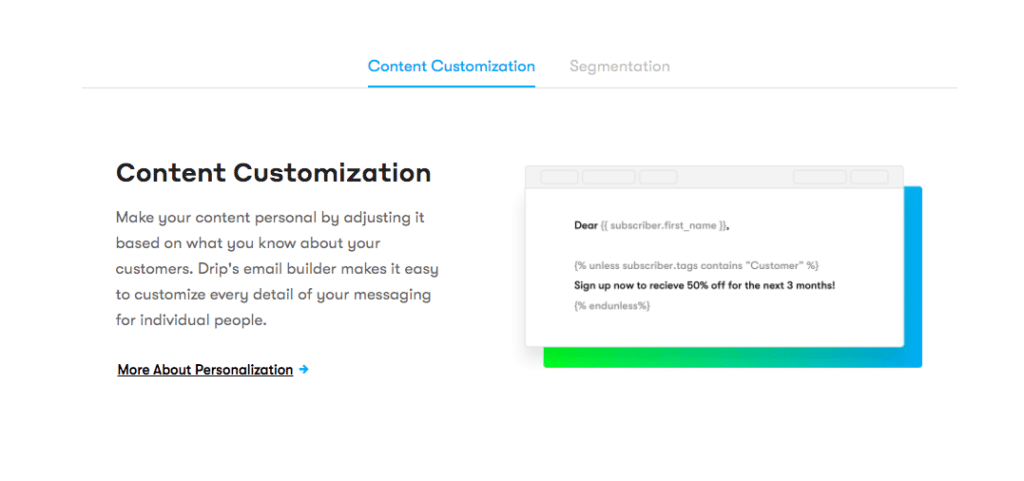 Content Customization Segmentation
Content Customization
Make your content personal by adjusting it
based on what you know about your
customers. Drip's email builder makes it easy
to customize every detail of your messaging
for individual people.
More About Personalization →
Dear {{ subscriber.first_name }},
{% unless subscriber.tags contains "Customer" %}
Sign up now to recieve 50% off for the next 3 months!
{% endunless%}